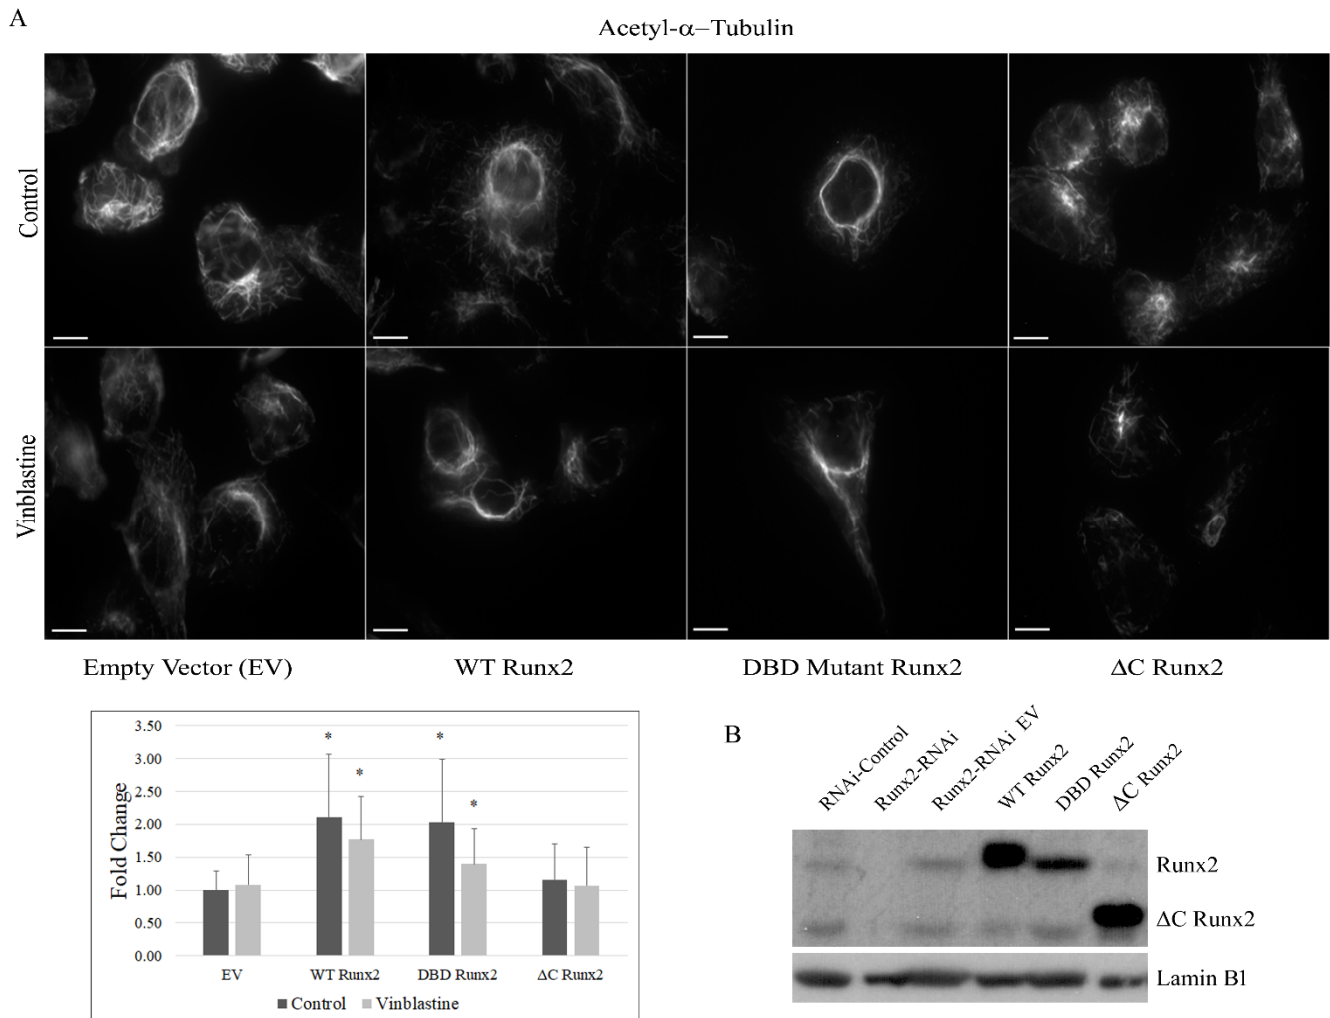 A
Acetyl-α–Tubulin
Control
Vinblastine
Empty Vector (EV)
WT Runx2
DBD Mutant Runx2
ΔC Runx2
Fold Change
3.50
3.00
2.50
2.00
1.50
1.00
0.50
0.00
*
*
*
*
EV
WT Runx2
DBD Runx2
ΔC Runx2
Control
Vinblastine
B
RNAi-Control
Runx2-RNAi
Runx2-RNAi EV
WT Runx2
DBD Runx2
ΔC Runx2
Runx2
ΔC Runx2
Lamin B1